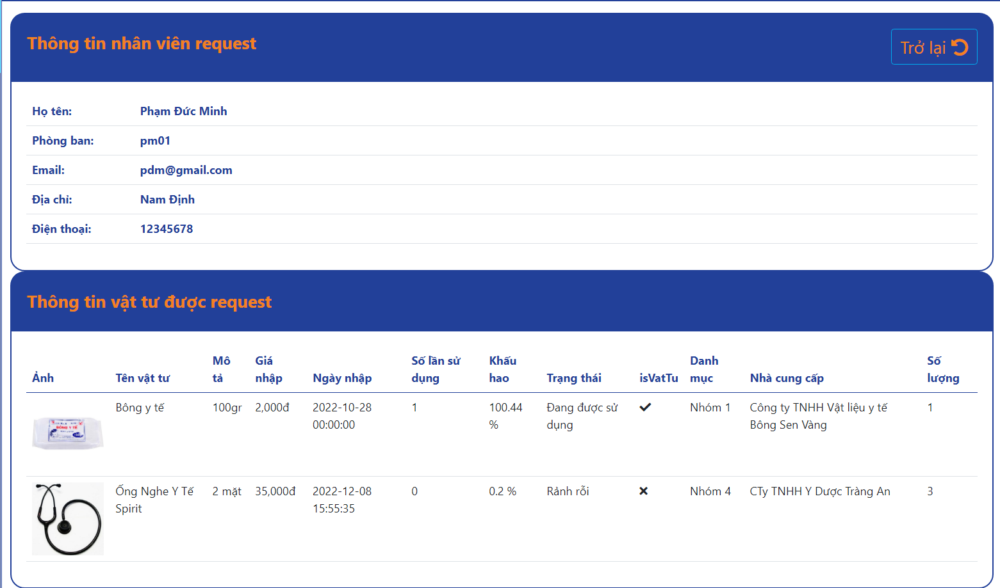 Thông tin nhân viên request
Trở lại
Họ tên: Phạm Đức Minh
Phòng ban: pm01
Email: pdm@gmail.com
Địa chỉ: Nam Định
Điện thoại: 12345678
Thông tin vật tư được request
Ảnh Tên vật tư Mô tả Giá nhập Ngày nhập Số lần sử dụng Khấu hao Trạng thái isVatTu Danh mục Nhà cung cấp Số lượng
BÔNG Y TẾ
Bông y tế 100gr 2,000đ 2022-10-28 00:00:00 1 100.44 % Đang được sử dụng Nhóm 1 Công ty TNHH Vật liệu y tế Bông Sen Vàng 1
Ống Nghe Y Tế Spirit 2 mặt 35,000đ 2022-12-08 15:55:35 0 0.2 % Rảnh rỗi Nhóm 4 CTy TNHH Y Dược Tràng An 3